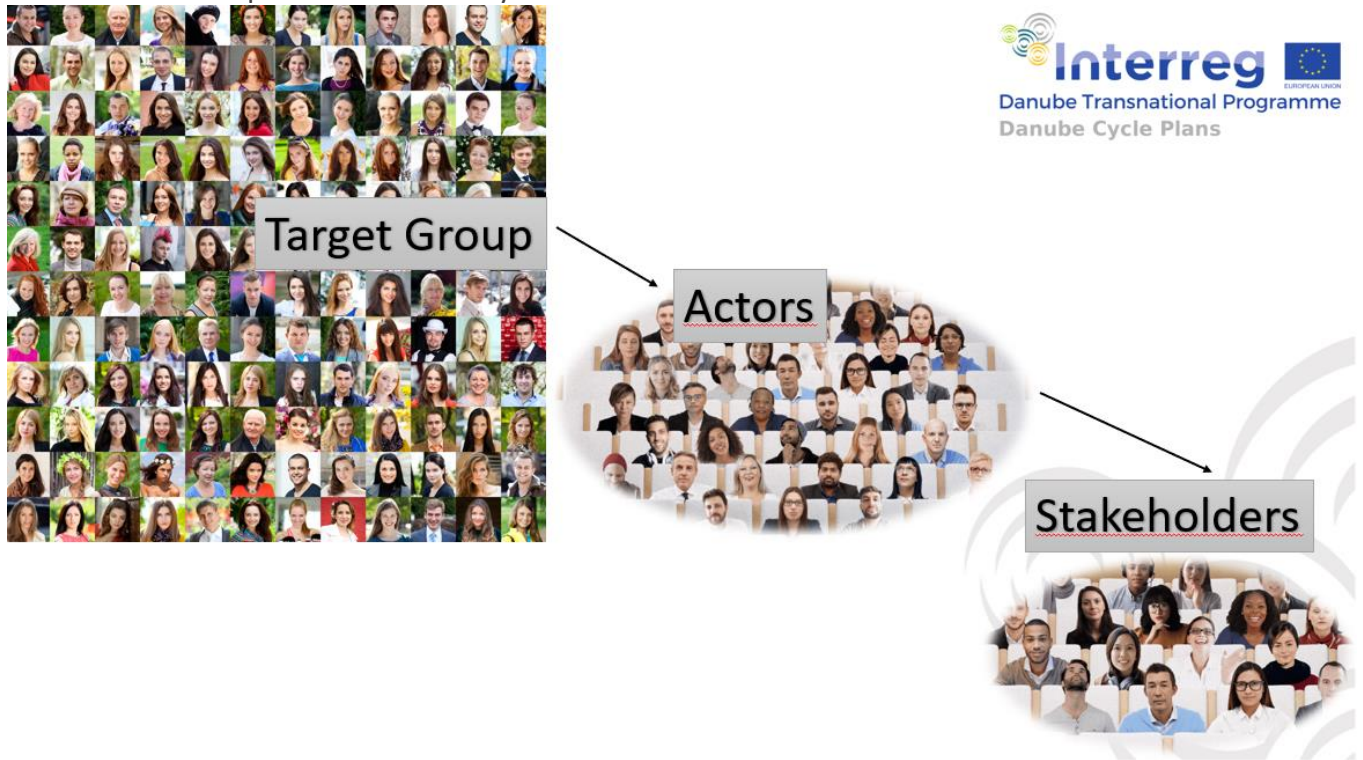 Interreg
EUROPEAN UNION
Danube Transnational Programme
Danube Cycle Plans
Target Group
Actors
Stakeholders